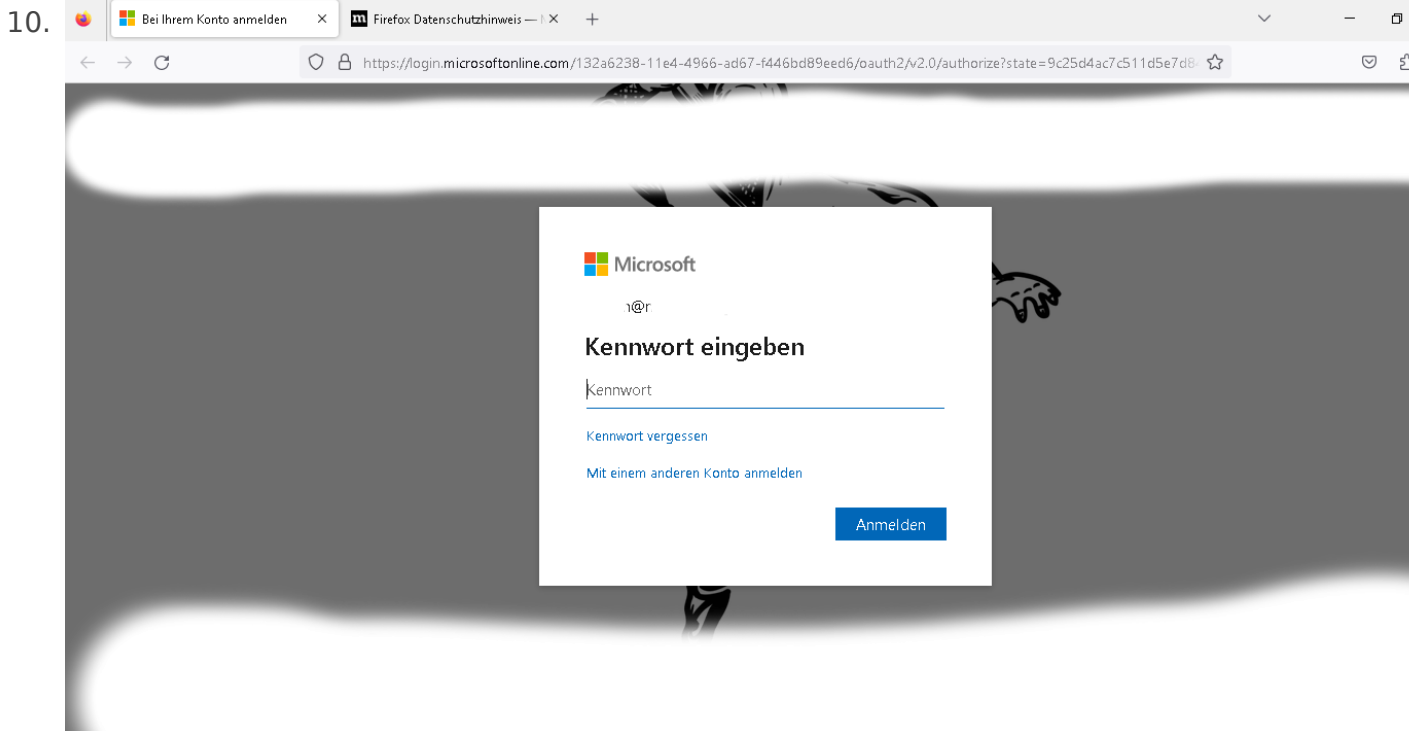 10.
Bei Ihrem Konto anmelden
m Firefox Datenschutzhinweis —
https://login.microsoftonline.com/132a6238-11e4-4966-ad67-f446bd89eed6/oauth2/v2.0/authorize?state=9c25d4ac7c511d5e7d8
Microsoft
@r
Kennwort eingeben
Kennwort
Kennwort vergessen
Mit einem anderen Konto anmelden
Anmelden